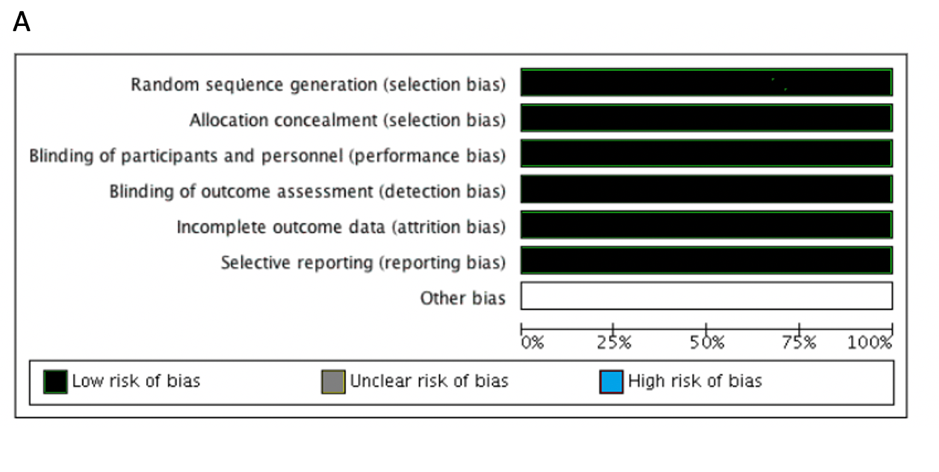 A
Random sequence generation (selection bias)
Allocation concealment (selection bias)
Blinding of participants and personnel (performance bias)
Blinding of outcome assessment (detection bias)
Incomplete outcome data (attrition bias)
Selective reporting (reporting bias)
Other bias
0% 25% 50% 75% 100%
Low risk of bias Unclear risk of bias High risk of bias